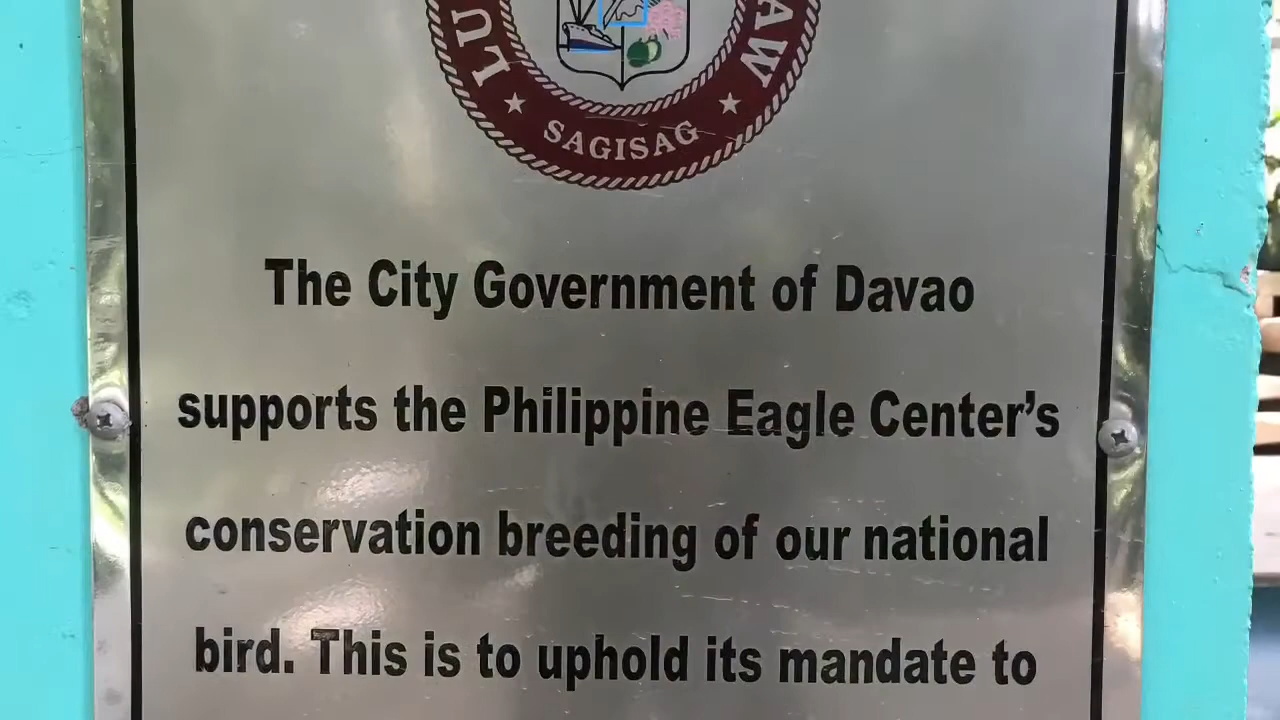 SAGISAG
The City Government of Davao
supports the Philippine Eagle Center's
conservation breeding of our national
bird. This is to uphold its mandate to